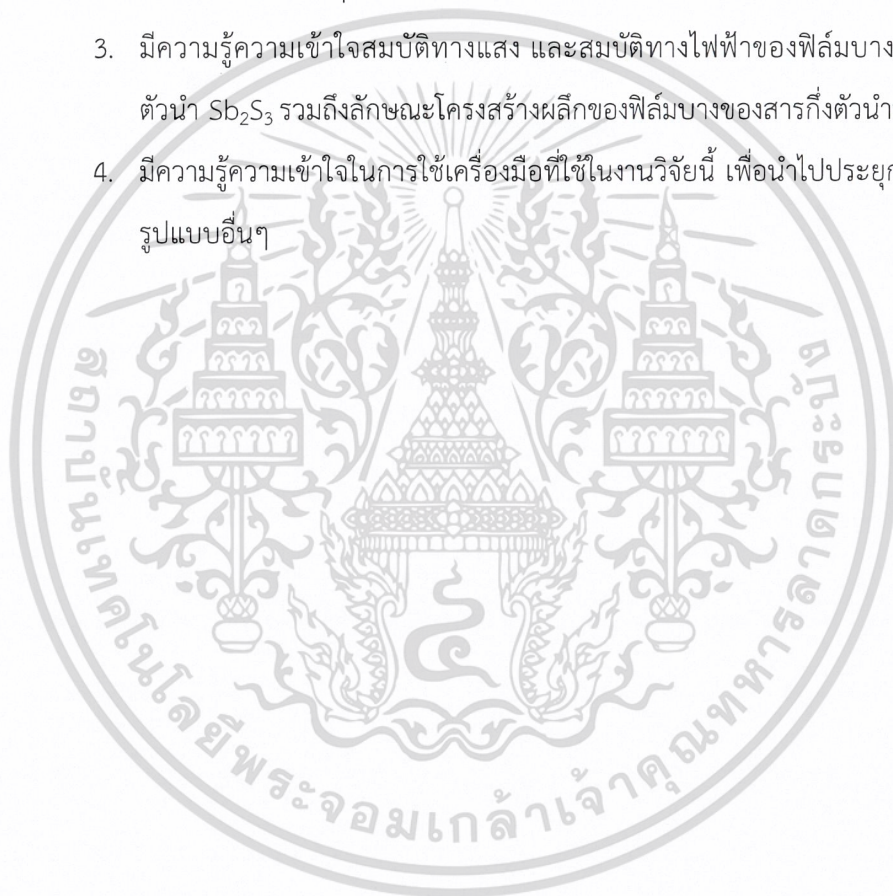 3. มีความรู้ความเข้าใจสมบัติทางแสง และสมบัติทางไฟฟ้าของฟิล์มบาง
ตัวนำ Sb₂S₃ รวมถึงลักษณะโครงสร้างผลึกของฟิล์มบางของสารกึ่งตัวนำ
4. มีความรู้ความเข้าใจในการใช้เครื่องมือที่ใช้ในงานวิจัยนี้ เพื่อนำไปประยุก
รูปแบบอื่นๆ
สถาบันเทคโนโลยีพระจอมเกล้าเจ้าคุณทหารลาดกระบัง
๔